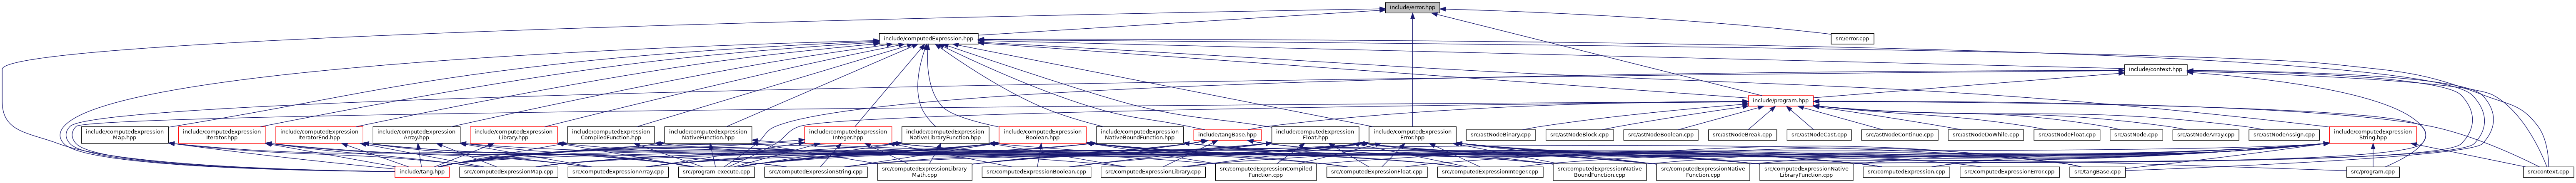 include/error.hpp
include/computedExpression.hpp
src/error.cpp
include/context.hpp
include/program.hpp
include/computedExpression
Map.hpp
include/computedExpression
Iterator.hpp
include/computedExpression
IteratorEnd.hpp
include/computedExpression
Array.hpp
include/computedExpression
Library.hpp
include/computedExpression
CompiledFunction.hpp
include/computedExpression
NativeFunction.hpp
include/computedExpression
Integer.hpp
include/computedExpression
NativeLibraryFunction.hpp
include/computedExpression
Boolean.hpp
include/computedExpression
NativeBoundFunction.hpp
include/tangBase.hpp
include/computedExpression
Float.hpp
include/computedExpression
Error.hpp
src/astNodeBinary.cpp
src/astNodeBlock.cpp
src/astNodeBoolean.cpp
src/astNodeBreak.cpp
src/astNodeCast.cpp
src/astNodeContinue.cpp
src/astNodeDoWhile.cpp
src/astNodeFloat.cpp
src/astNode.cpp
src/astNodeArray.cpp
src/astNodeAssign.cpp
include/computedExpression
String.hpp
include/tang.hpp
src/computedExpressionMap.cpp
src/computedExpressionArray.cpp
src/program-execute.cpp
src/computedExpressionString.cpp
src/computedExpressionLibrary
Math.cpp
src/computedExpressionBoolean.cpp
src/computedExpressionLibrary.cpp
src/computedExpressionCompiled
Function.cpp
src/computedExpressionFloat.cpp
src/computedExpressionInteger.cpp
src/computedExpressionNative
BoundFunction.cpp
src/computedExpressionNative
Function.cpp
src/computedExpressionNative
LibraryFunction.cpp
src/computedExpression.cpp
src/computedExpressionError.cpp
src/tangBase.cpp
src/program.cpp
src/context.cpp